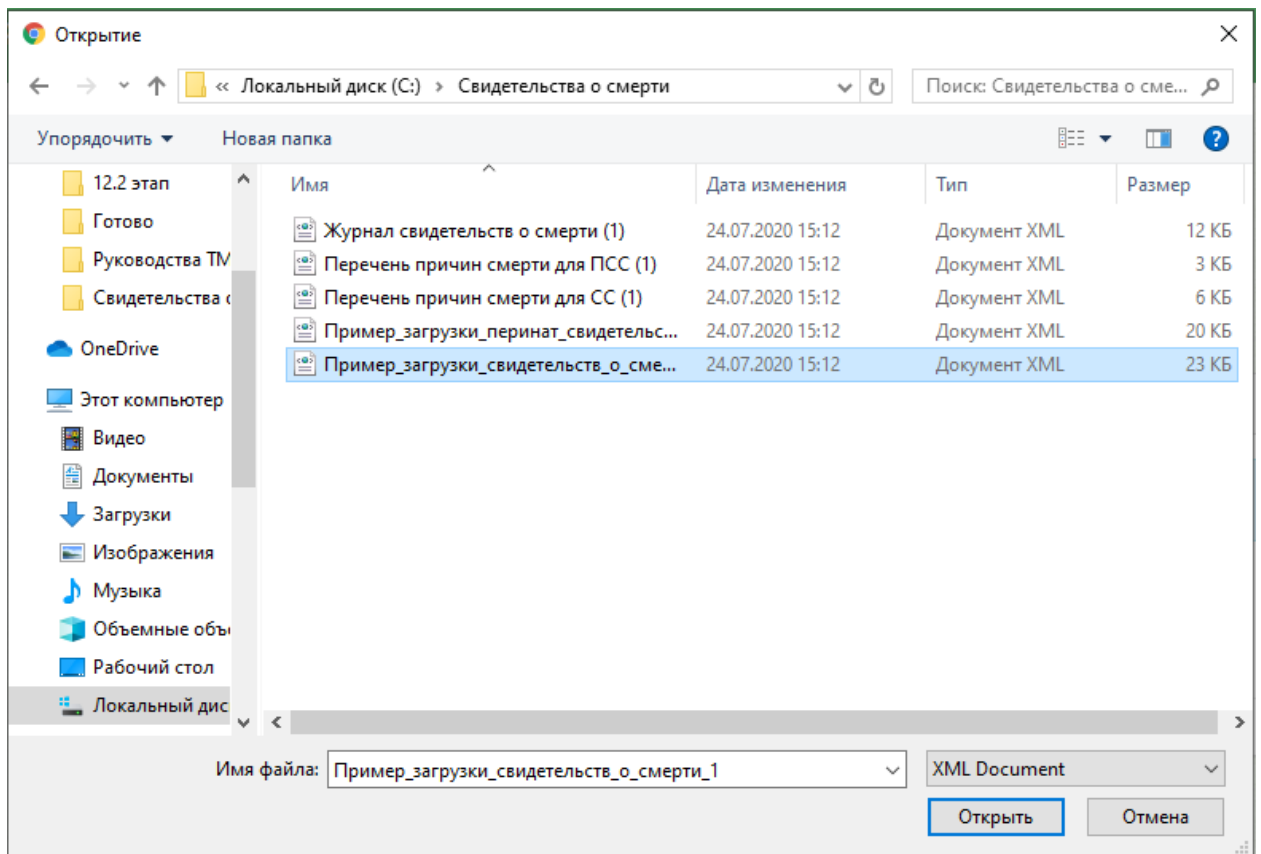 Открытие
« Локальный диск (C:) › Свидетельства о смерти
Поиск: Свидетельства о сме...
Упорядочить Новая папка
12.2 этап
Готово
Руководства ТМ
Свидетельства с
OneDrive
Этот компьютер
Видео
Документы
Загрузки
Изображения
Музыка
Объемные объ
Рабочий стол
Локальный дис
Имя Дата изменения Тип Размер
Журнал свидетельств о смерти (1) 24.07.2020 15:12 Документ XML 12 КБ
Перечень причин смерти для ПСС (1) 24.07.2020 15:12 Документ XML 3 КБ
Перечень причин смерти для СС (1) 24.07.2020 15:12 Документ XML 6 КБ
Пример_загрузки_перинат_свидетельс... 24.07.2020 15:12 Документ XML 20 КБ
Пример_загрузки_свидетельств_о_сме... 24.07.2020 15:12 Документ XML 23 КБ
Имя файла: Пример_загрузки_свидетельств_о_смерти_1 XML Document
Открыть Отмена